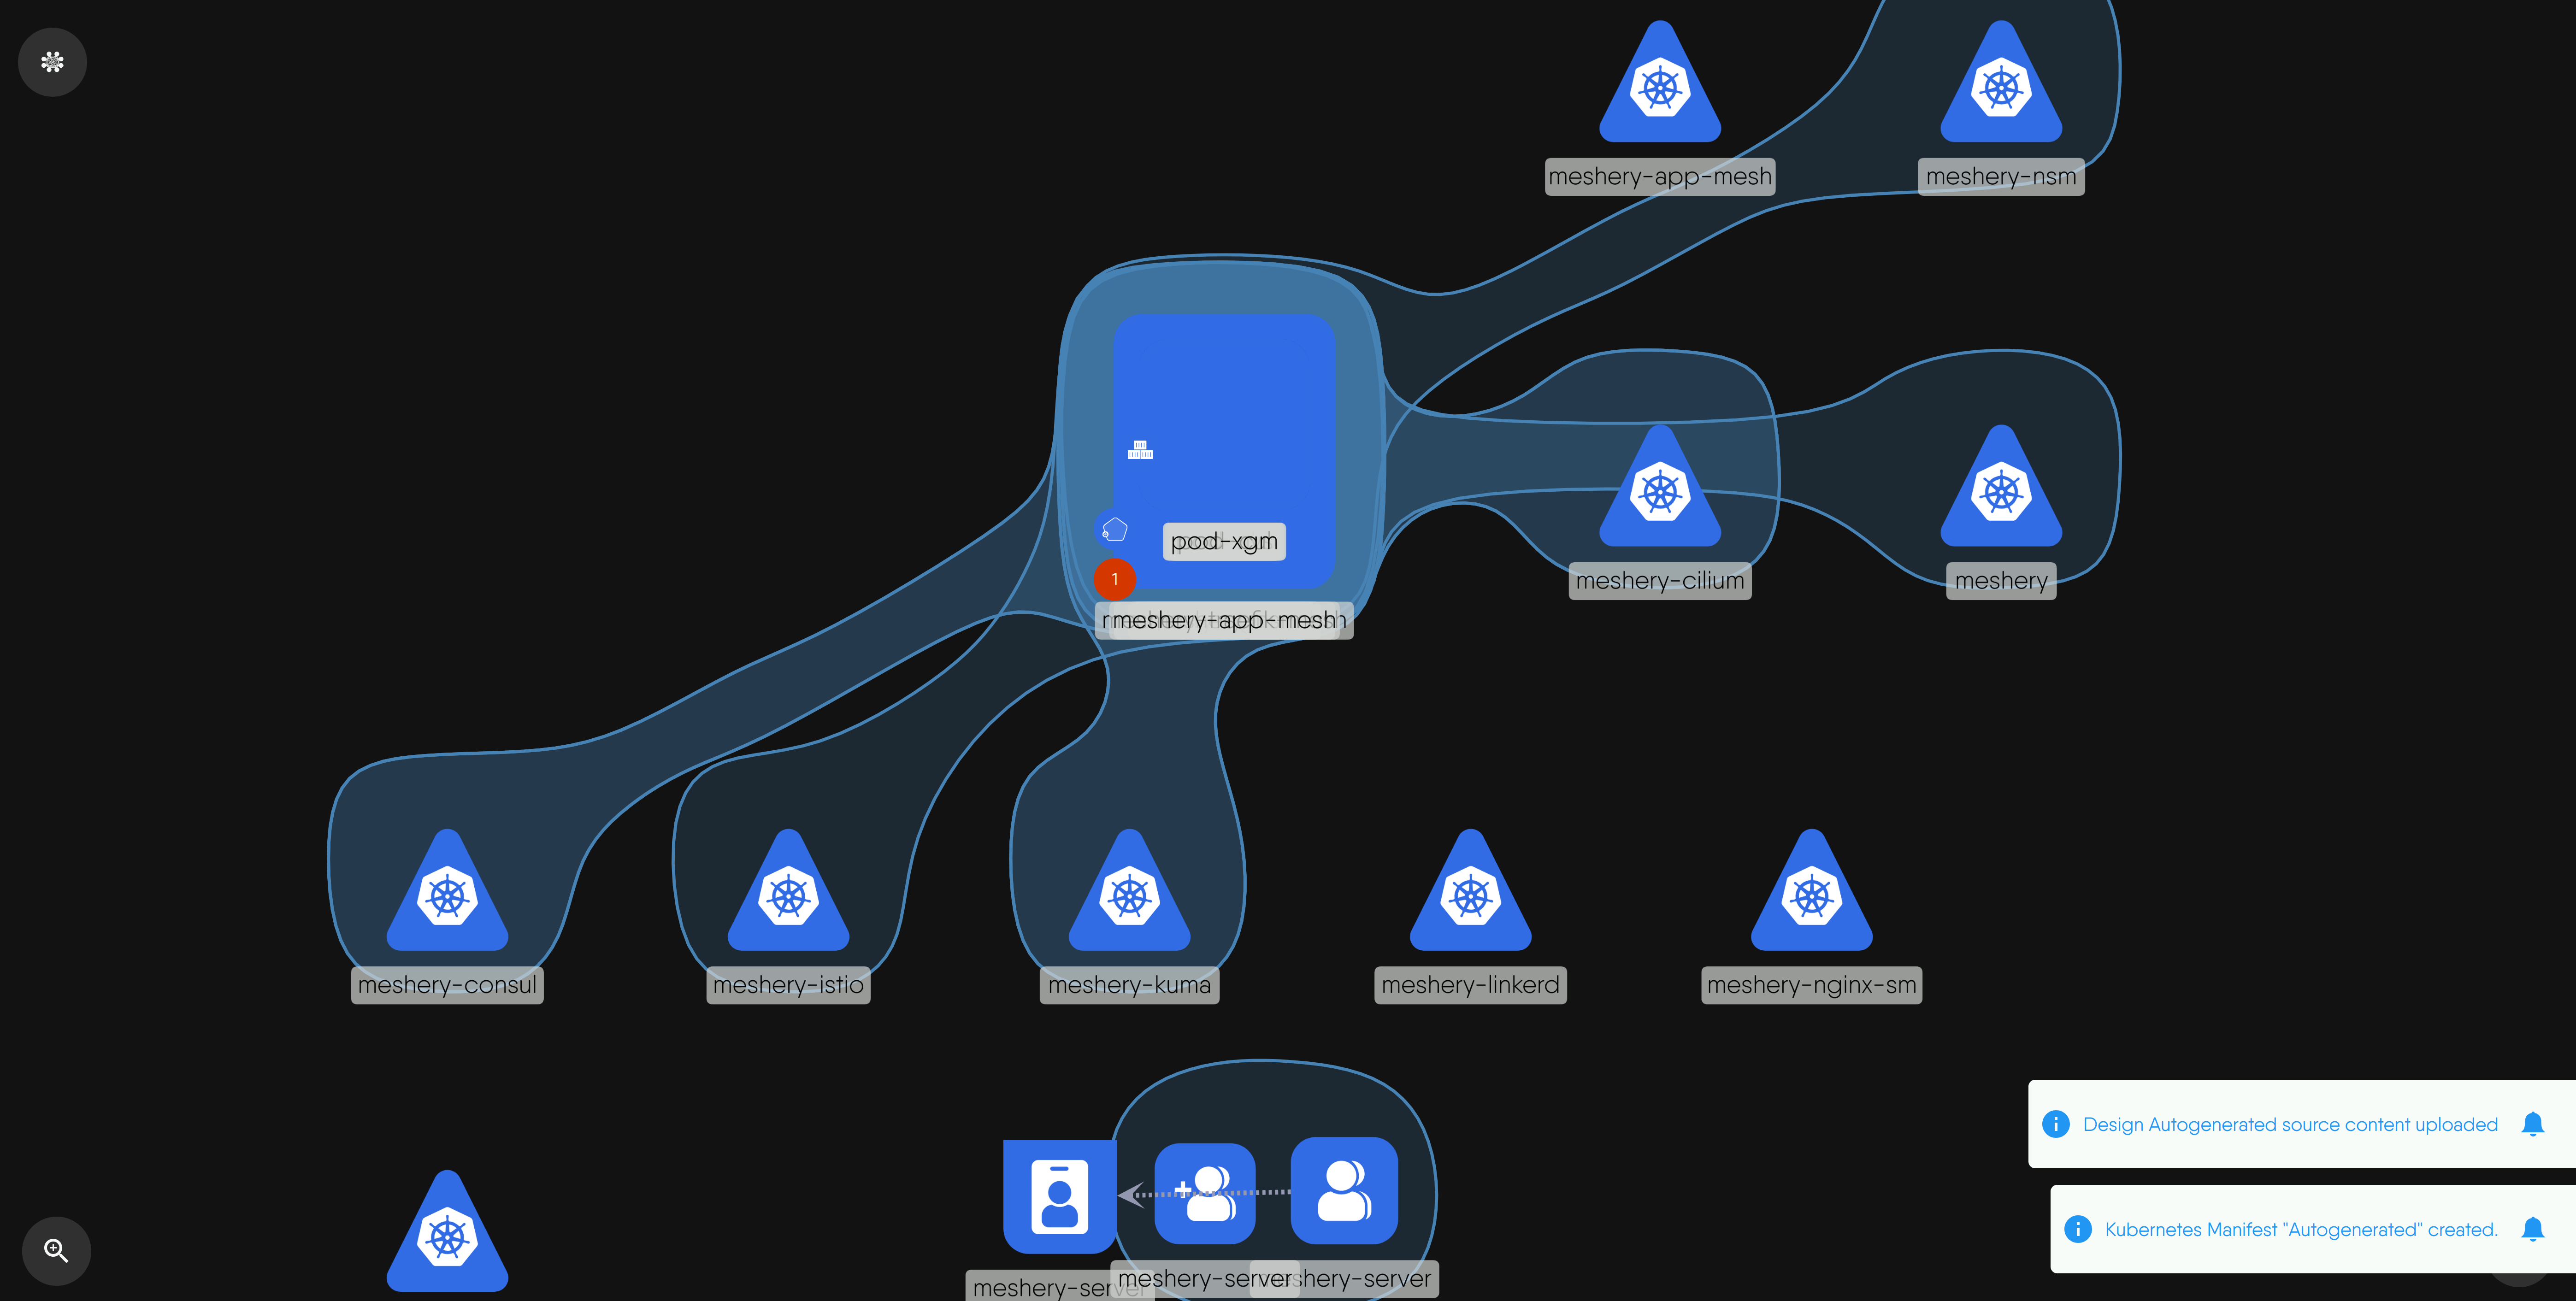 meshery-app-mesh
meshery-nsm
pod-xgm
1
meshery-app-mesh
meshery-cilium
meshery
meshery-consul
meshery-istio
meshery-kuma
meshery-linkerd
meshery-nginx-sm
Design Autogenerated source content uploaded
Kubernetes Manifest "Autogenerated" created.
meshery-server
meshery-server
meshery-server